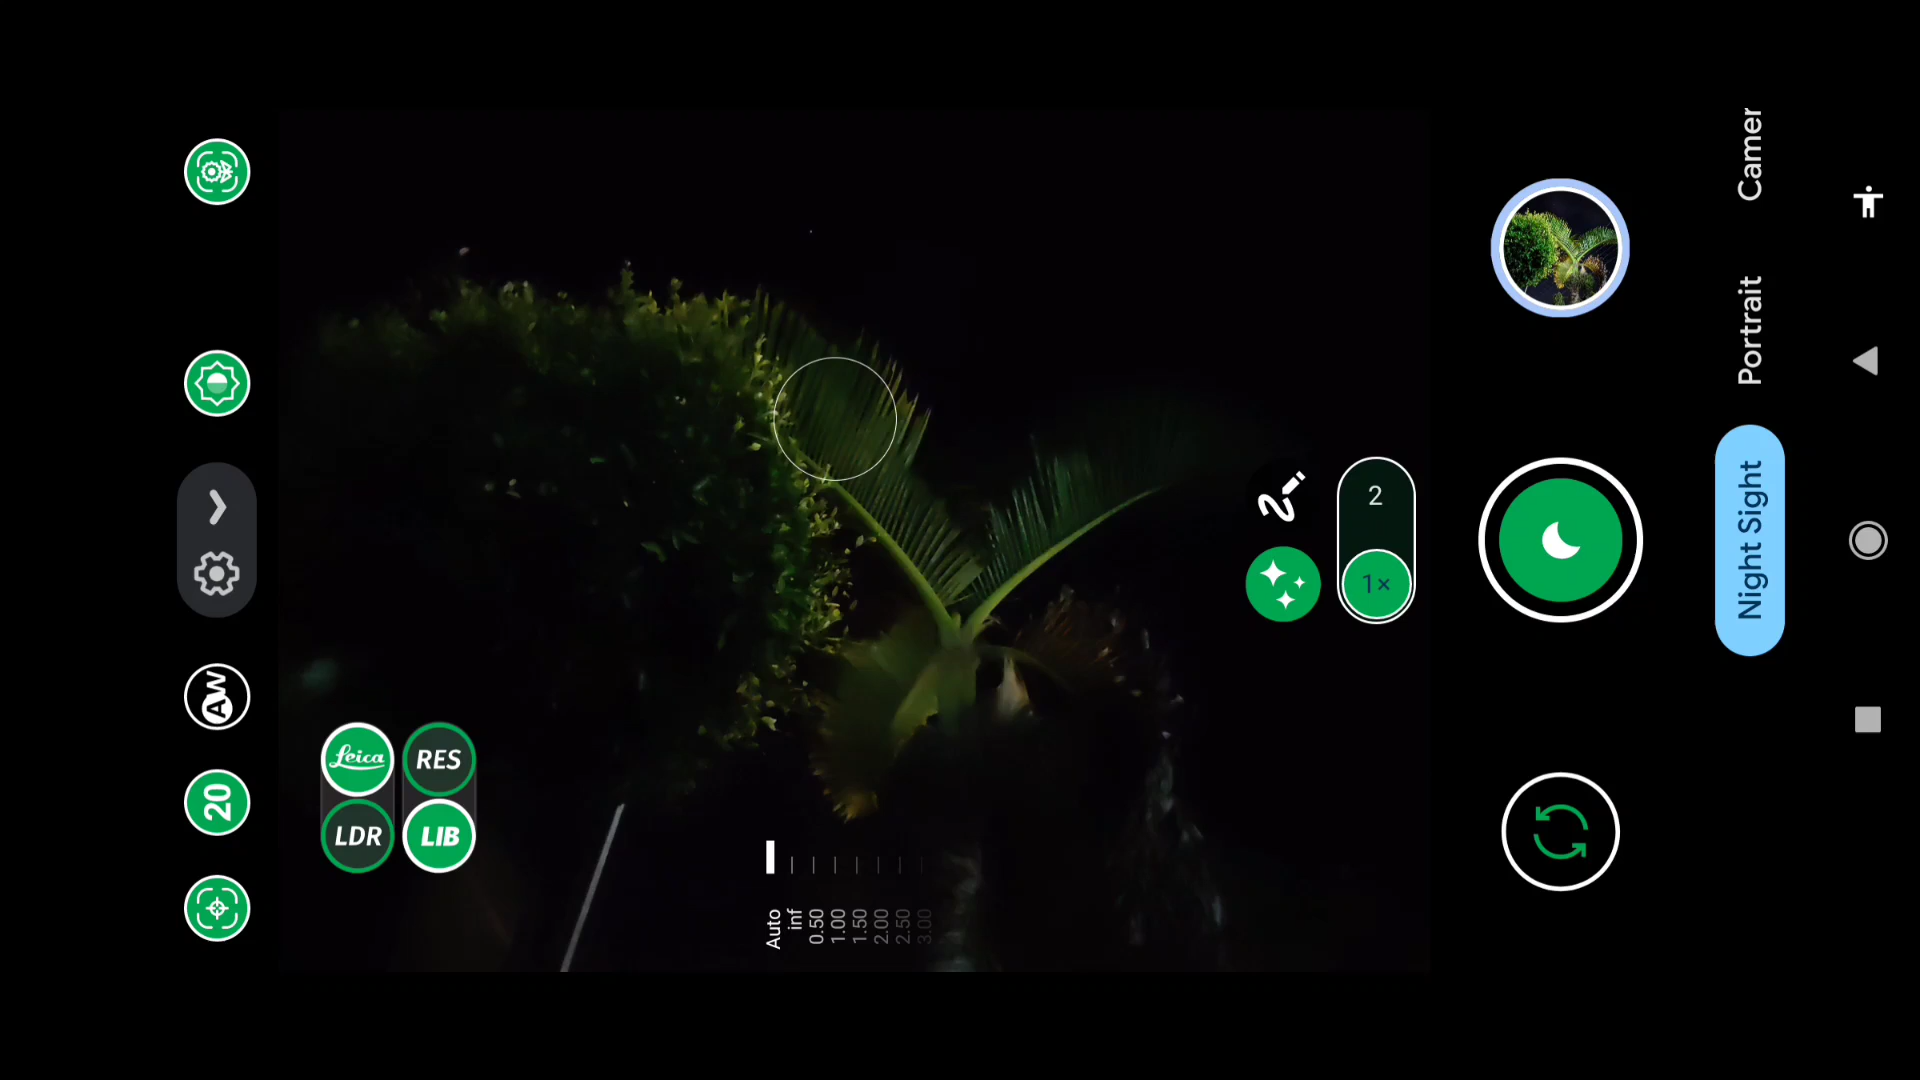 Camer
Portrait
Night Sight
2
1×
AW
20
Leica
RES
LDR
LIB
Auto
inf
0.50
1.00
1.50
2.00
2.50
3.00